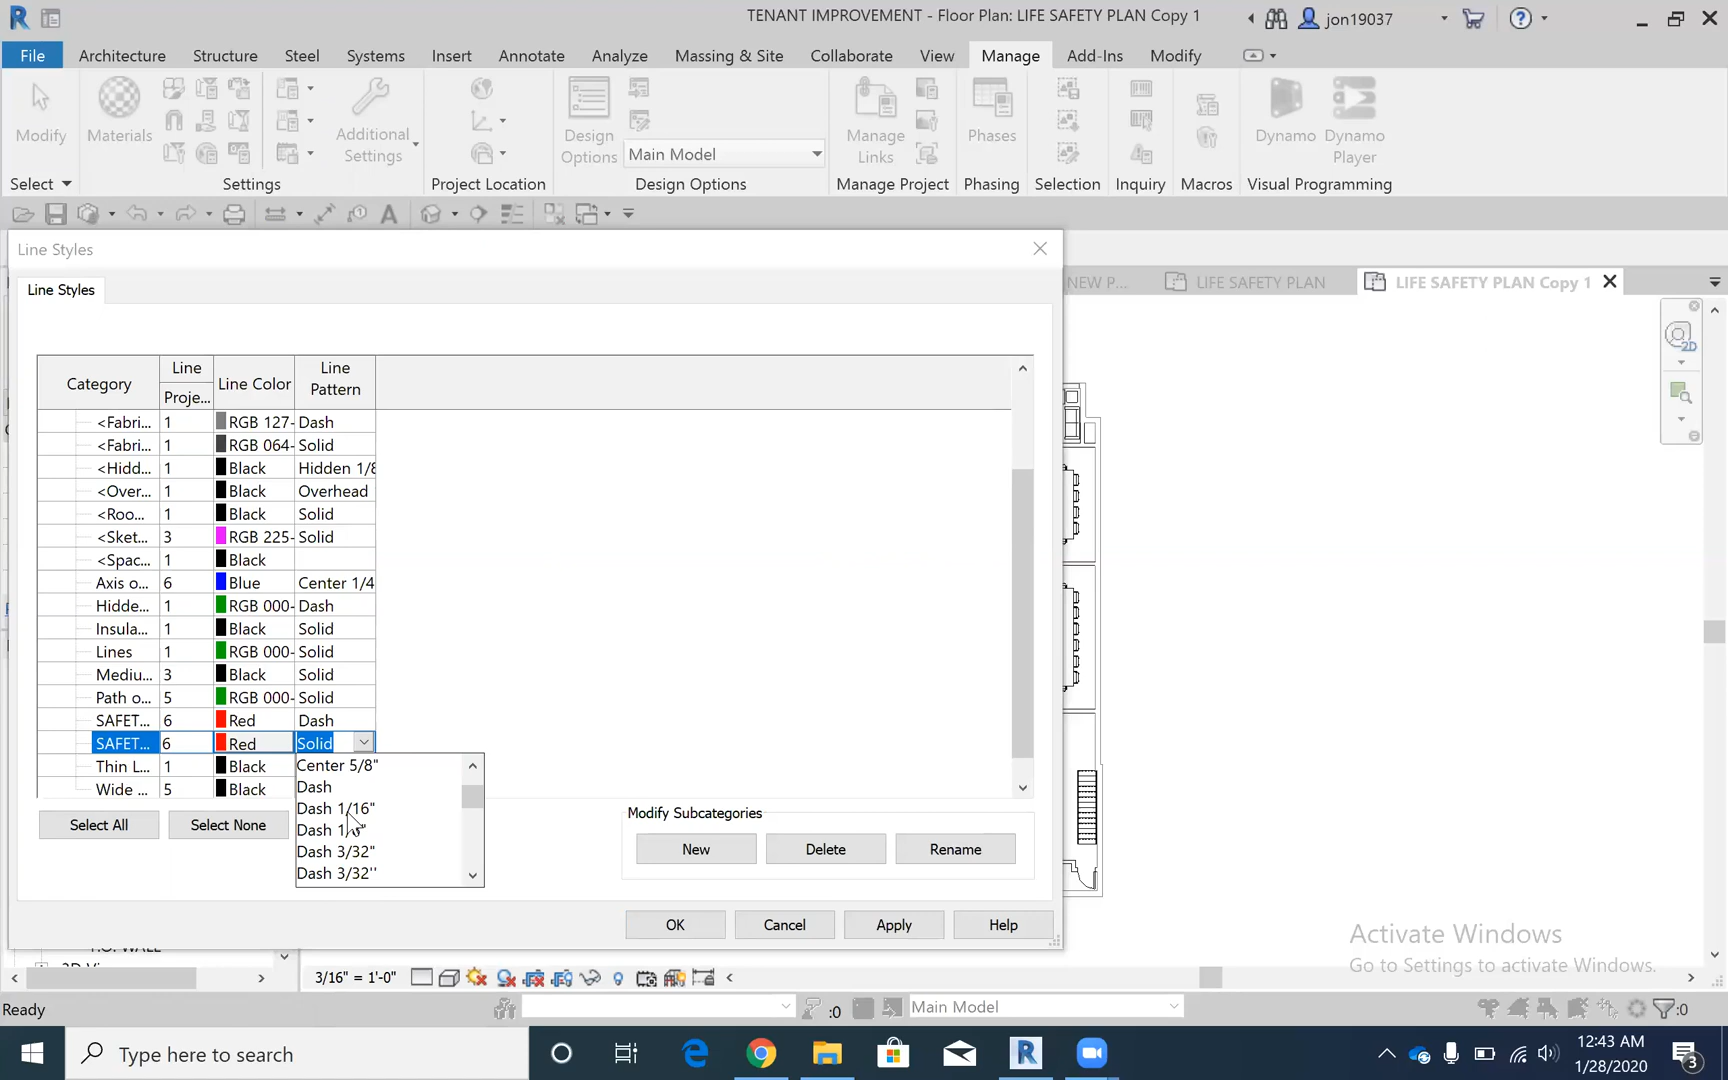 TENANT IMPROVEMENT - Floor Plan: LIFE SAFETY PLAN Copy 1
jon19037
File Architecture Structure Steel Systems Insert Annotate Analyze Massing & Site Collaborate View Manage Add-Ins Modify
Modify
Materials
Additional
Settings
Design
Options
Main Model
Manage
Links
Phases
Dynamo
Dynamo
Player
Select Settings Project Location Design Options Manage Project Phasing Selection Inquiry Macros Visual Programming
Line Styles
Line Styles
NEW P...
LIFE SAFETY PLAN
LIFE SAFETY PLAN Copy 1
Category
Line
Proje...
Line Color
Line
Pattern
<Fabri... 1 RGB 127- Dash
<Fabri... 1 RGB 064- Solid
<Hidd... 1 Black Hidden 1/8
<Over... 1 Black Overhead
<Roo... 1 Black Solid
<Sket... 3 RGB 225- Solid
<Spac... 1 Black
Axis o... 6 Blue Center 1/4
Hidde... 1 RGB 000- Dash
Insula... 1 Black Solid
Lines 1 RGB 000- Solid
Mediu... 3 Black Solid
Path o... 5 RGB 000- Solid
SAFET... 6 Red Dash
SAFET... 6 Red Solid
Thin L... 1 Black
Wide ... 5 Black
Center 5/8"
Dash
Dash 1/16"
Dash
Dash 3/32"
Dash 3/32''
Select All
Select None
Modify Subcategories
New
Delete
Rename
OK
Cancel
Apply
Help
3/16" = 1'-0"
Activate Windows
Go to Settings to activate Windows.
Ready
:0
Main Model
:0
Type here to search
12:43 AM
1/28/2020
3